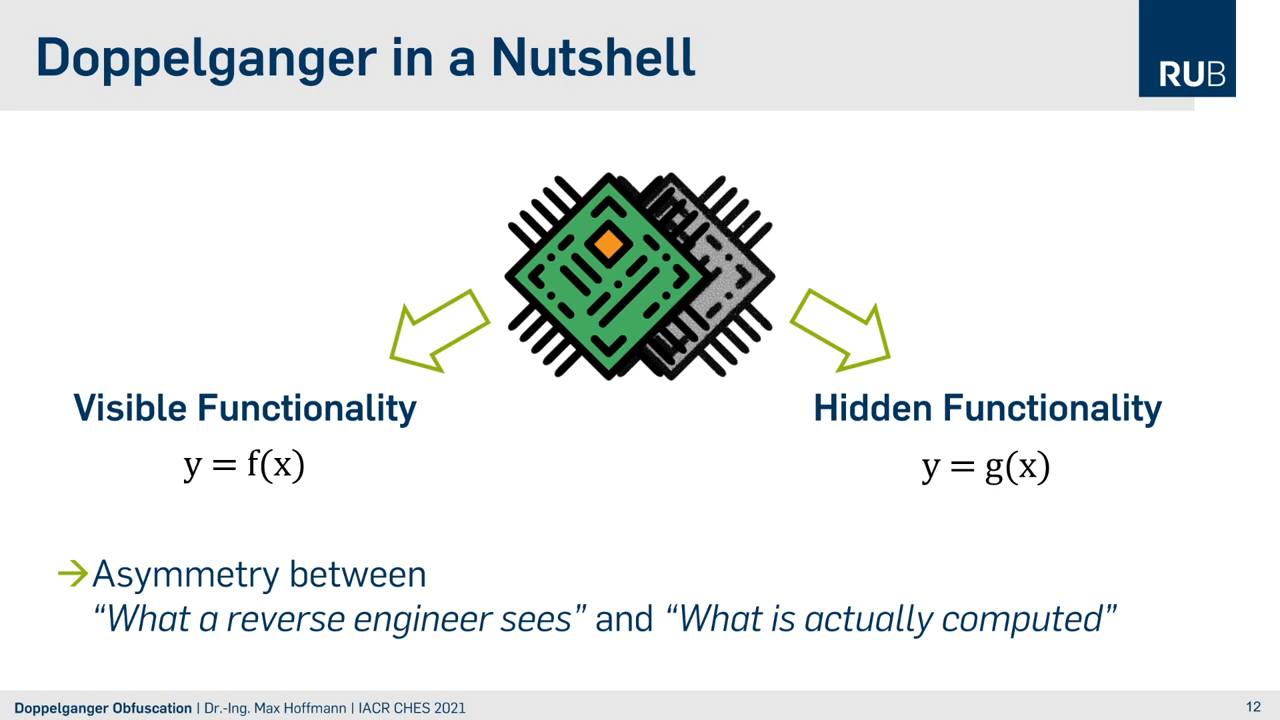 Doppelganger in a Nutshell
RUB
Visible Functionality
y = f(x)
Hidden Functionality
y = g(x)
→Asymmetry between
“What a reverse engineer sees” and “What is actually computed”
Doppelganger Obfuscation | Dr.-Ing. Max Hoffmann | IACR CHES 2021
12